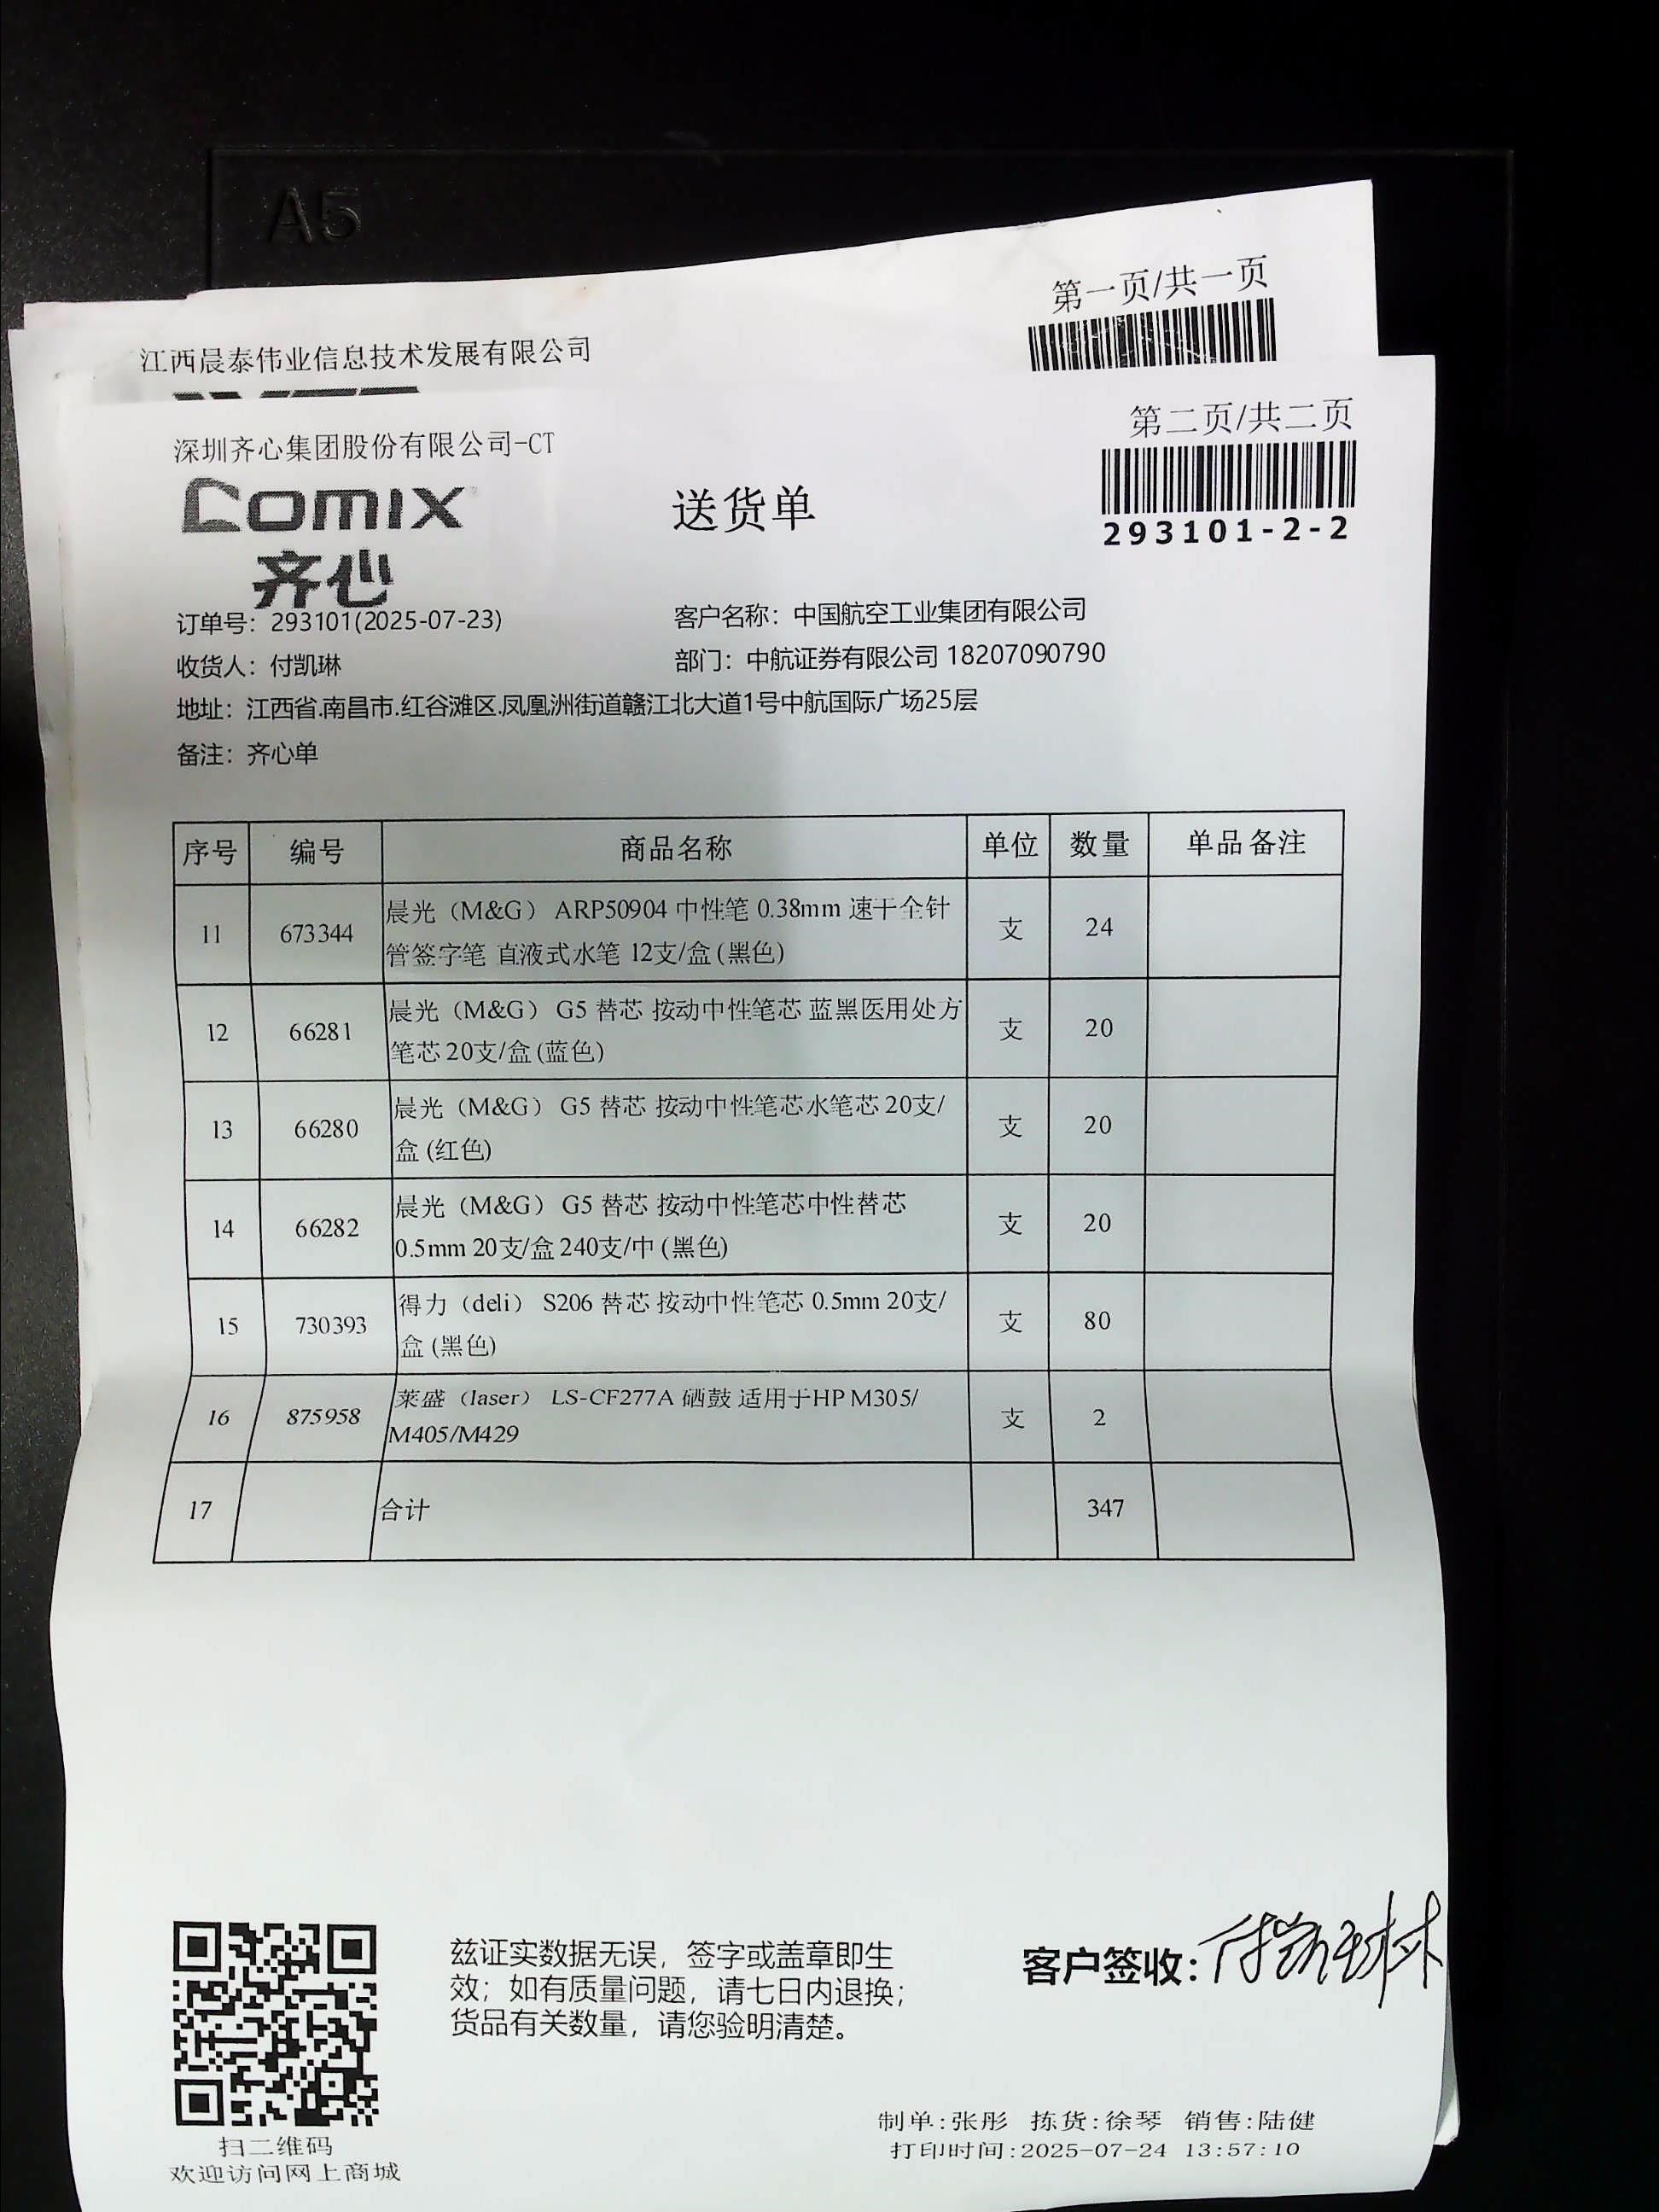 A5
第一页/共一页
江西晨泰伟业信息技术发展有限公司
第二页/共二页
深圳齐心集团股份有限公司-CT
comix
齐心
送货单
293101-2-2
订单号：293101(2025-07-23)
客户名称：中国航空工业集团有限公司
收货人：付凯琳
部门：中航证券有限公司 18207090790
地址：江西省.南昌市.红谷滩区.凤凰洲街道赣江北大道1号中航国际广场25层
备注：齐心单
序号 编号 商品名称 单位 数量 单品备注
11 673344 晨光（M&G） ARP50904 中性笔 0.38mm 速干全针 支 24
管签字笔 直液式水笔 12支/盒 (黑色)
12 66281 晨光（M&G） G5 替芯 按动中性笔芯 蓝黑医用处方 支 20
笔芯 20支/盒 (蓝色)
13 66280 晨光（M&G） G5 替芯 按动中性笔芯水笔芯 20支/ 支 20
盒 (红色)
14 66282 晨光（M&G） G5 替芯 按动中性笔芯中性替芯 支 20
0.5mm 20支/盒 240支/中 (黑色)
15 730393 得力（deli） S206 替芯 按动中性笔芯 0.5mm 20支/ 支 80
盒 (黑色)
16 875958 莱盛（laser） LS-CF277A 硒鼓 适用于HP M305/ 支 2
M405/M429
17 合计 347
兹证实数据无误，签字或盖章即生
效；如有质量问题，请七日内退换；
货品有关数量，请您验明清楚。
客户签收：付凯琳
扫二维码
欢迎访问网上商城
制单:张彤 拣货:徐琴 销售:陆健
打印时间:2025-07-24 13:57:10